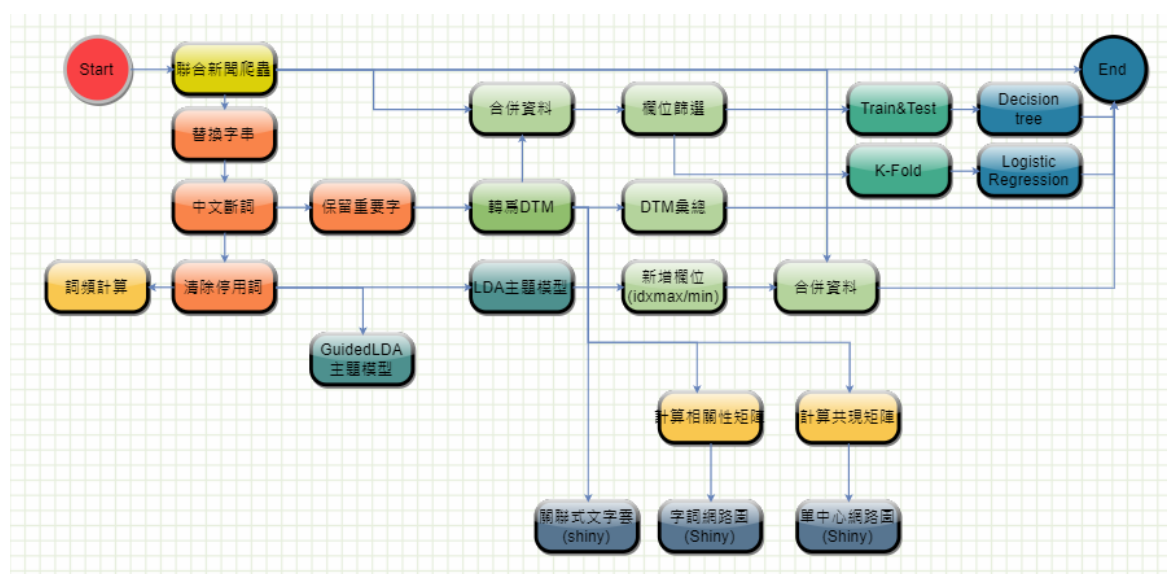 Start
聯合新聞爬蟲
End
合併資料
欄位篩選
Train&Test
Decision
tree
替換字串
K-Fold
Logistic
Regression
中文斷詞
保留重要字
轉為DTM
DTM彙總
詞頻計算
清除停用詞
LDA主題模型
新增欄位
(idxmax/min)
合併資料
GuidedLDA
主題模型
計算相關性矩陣
計算共現矩陣
關聯式文字雲
(shiny)
字詞網路圖
(Shiny)
單中心網路圖
(Shiny)